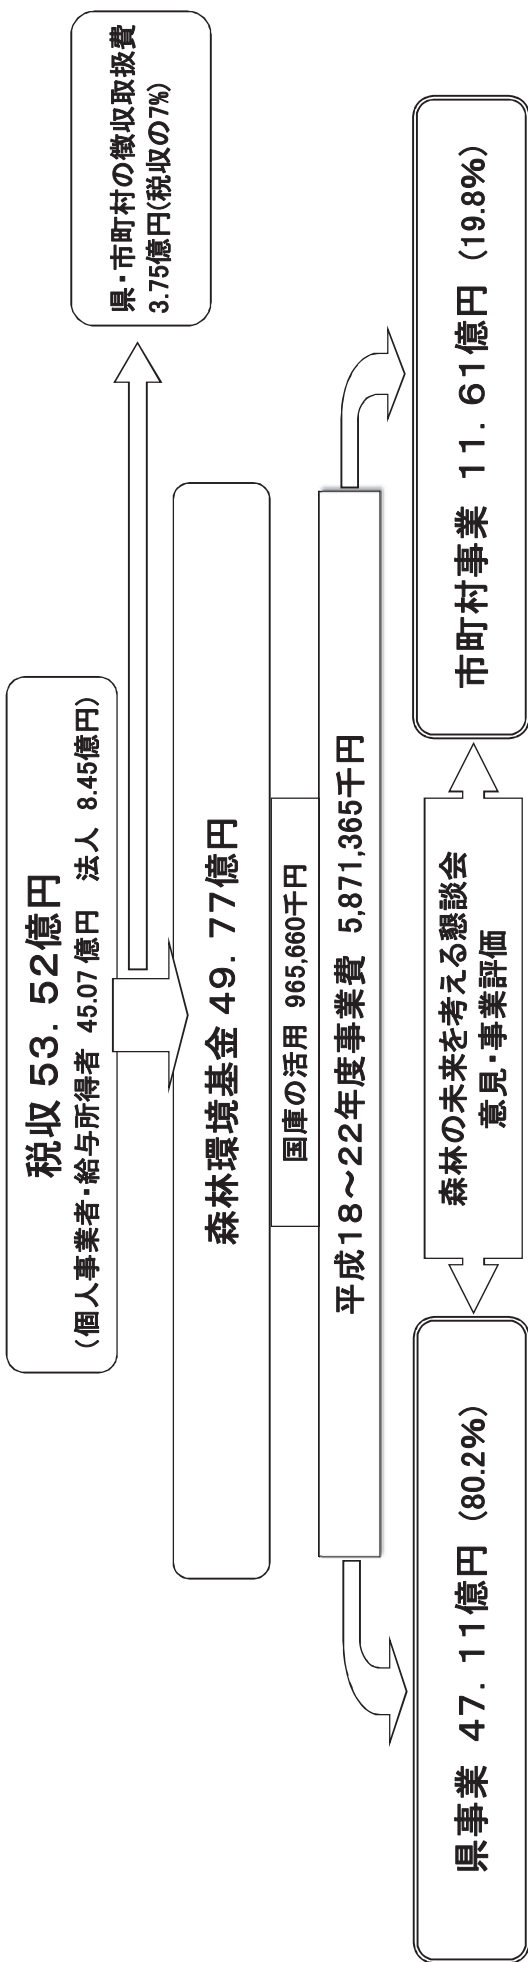 税収 53. 52億円
(個人事業者・給与所得者 45.07億円 法人 8.45億円)
県・市町村の徴収取扱費
3.75億円(税収の7%)
森林環境基金 49. 77億円
国庫の活用 965,660千円
平成18~22年度事業費 5,871,365千円
県事業 47. 11億円 (80.2%)
森林の未来を考える懇談会
意見・事業評価
市町村事業 11. 61億円 (19.8%)